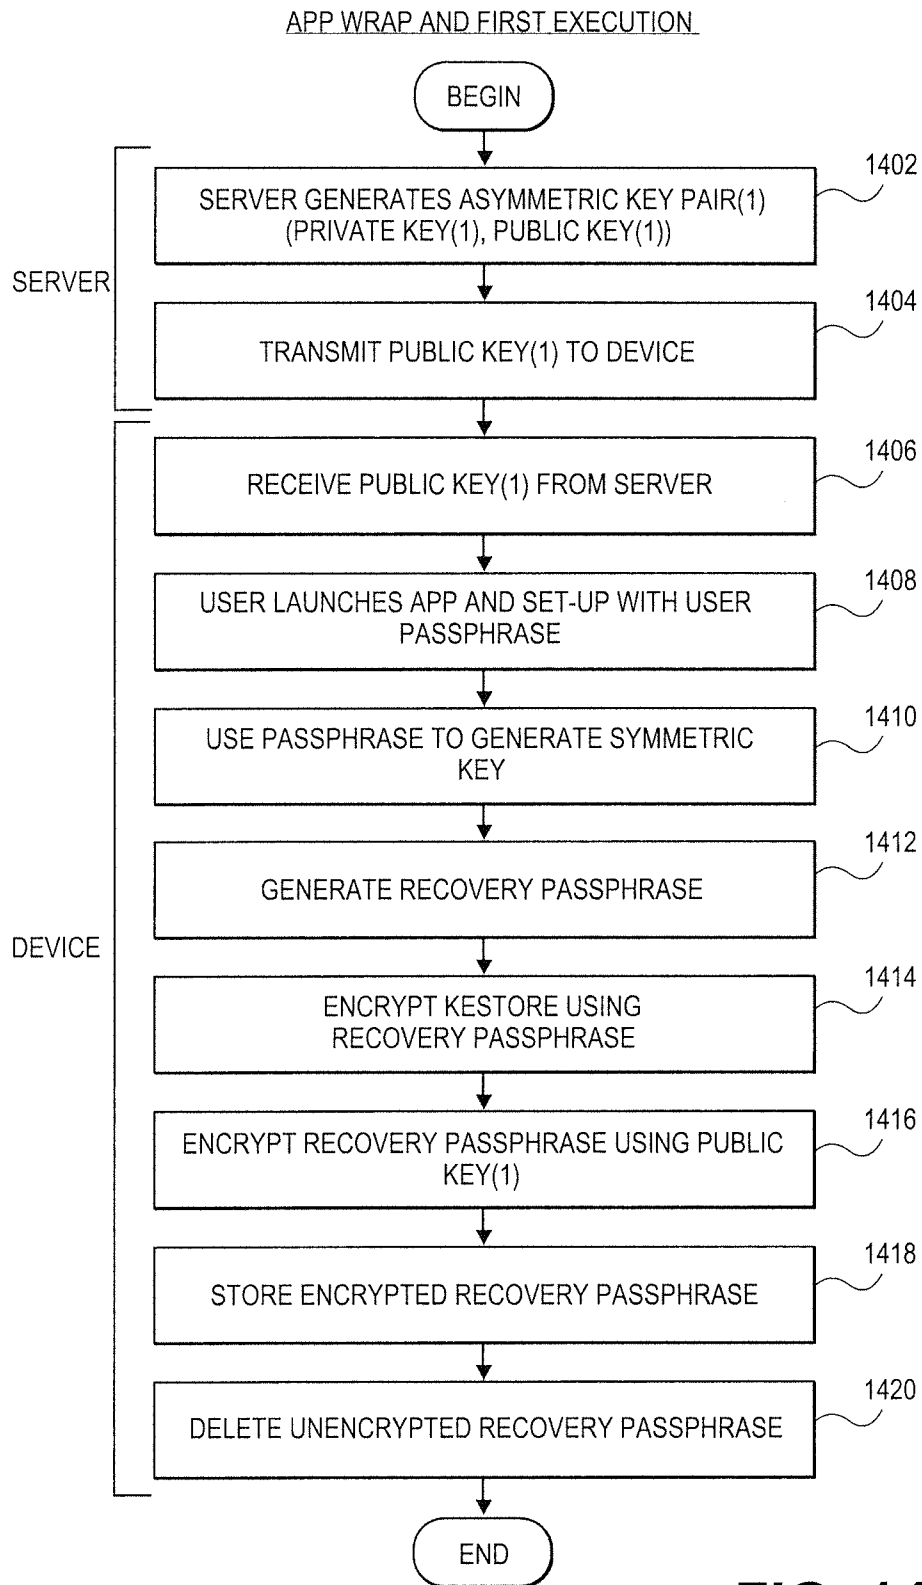 APP WRAP AND FIRST EXECUTION
BEGIN
1402
SERVER GENERATES ASYMMETRIC KEY PAIR(1)
(PRIVATE KEY(1), PUBLIC KEY(1))
SERVER
1404
TRANSMIT PUBLIC KEY(1) TO DEVICE
1406
RECEIVE PUBLIC KEY(1) FROM SERVER
1408
USER LAUNCHES APP AND SET-UP WITH USER
PASSPHRASE
1410
USE PASSPHRASE TO GENERATE SYMMETRIC
KEY
1412
GENERATE RECOVERY PASSPHRASE
DEVICE
1414
ENCRYPT KESTORE USING
RECOVERY PASSPHRASE
1416
ENCRYPT RECOVERY PASSPHRASE USING PUBLIC
KEY(1)
1418
STORE ENCRYPTED RECOVERY PASSPHRASE
1420
DELETE UNENCRYPTED RECOVERY PASSPHRASE
END